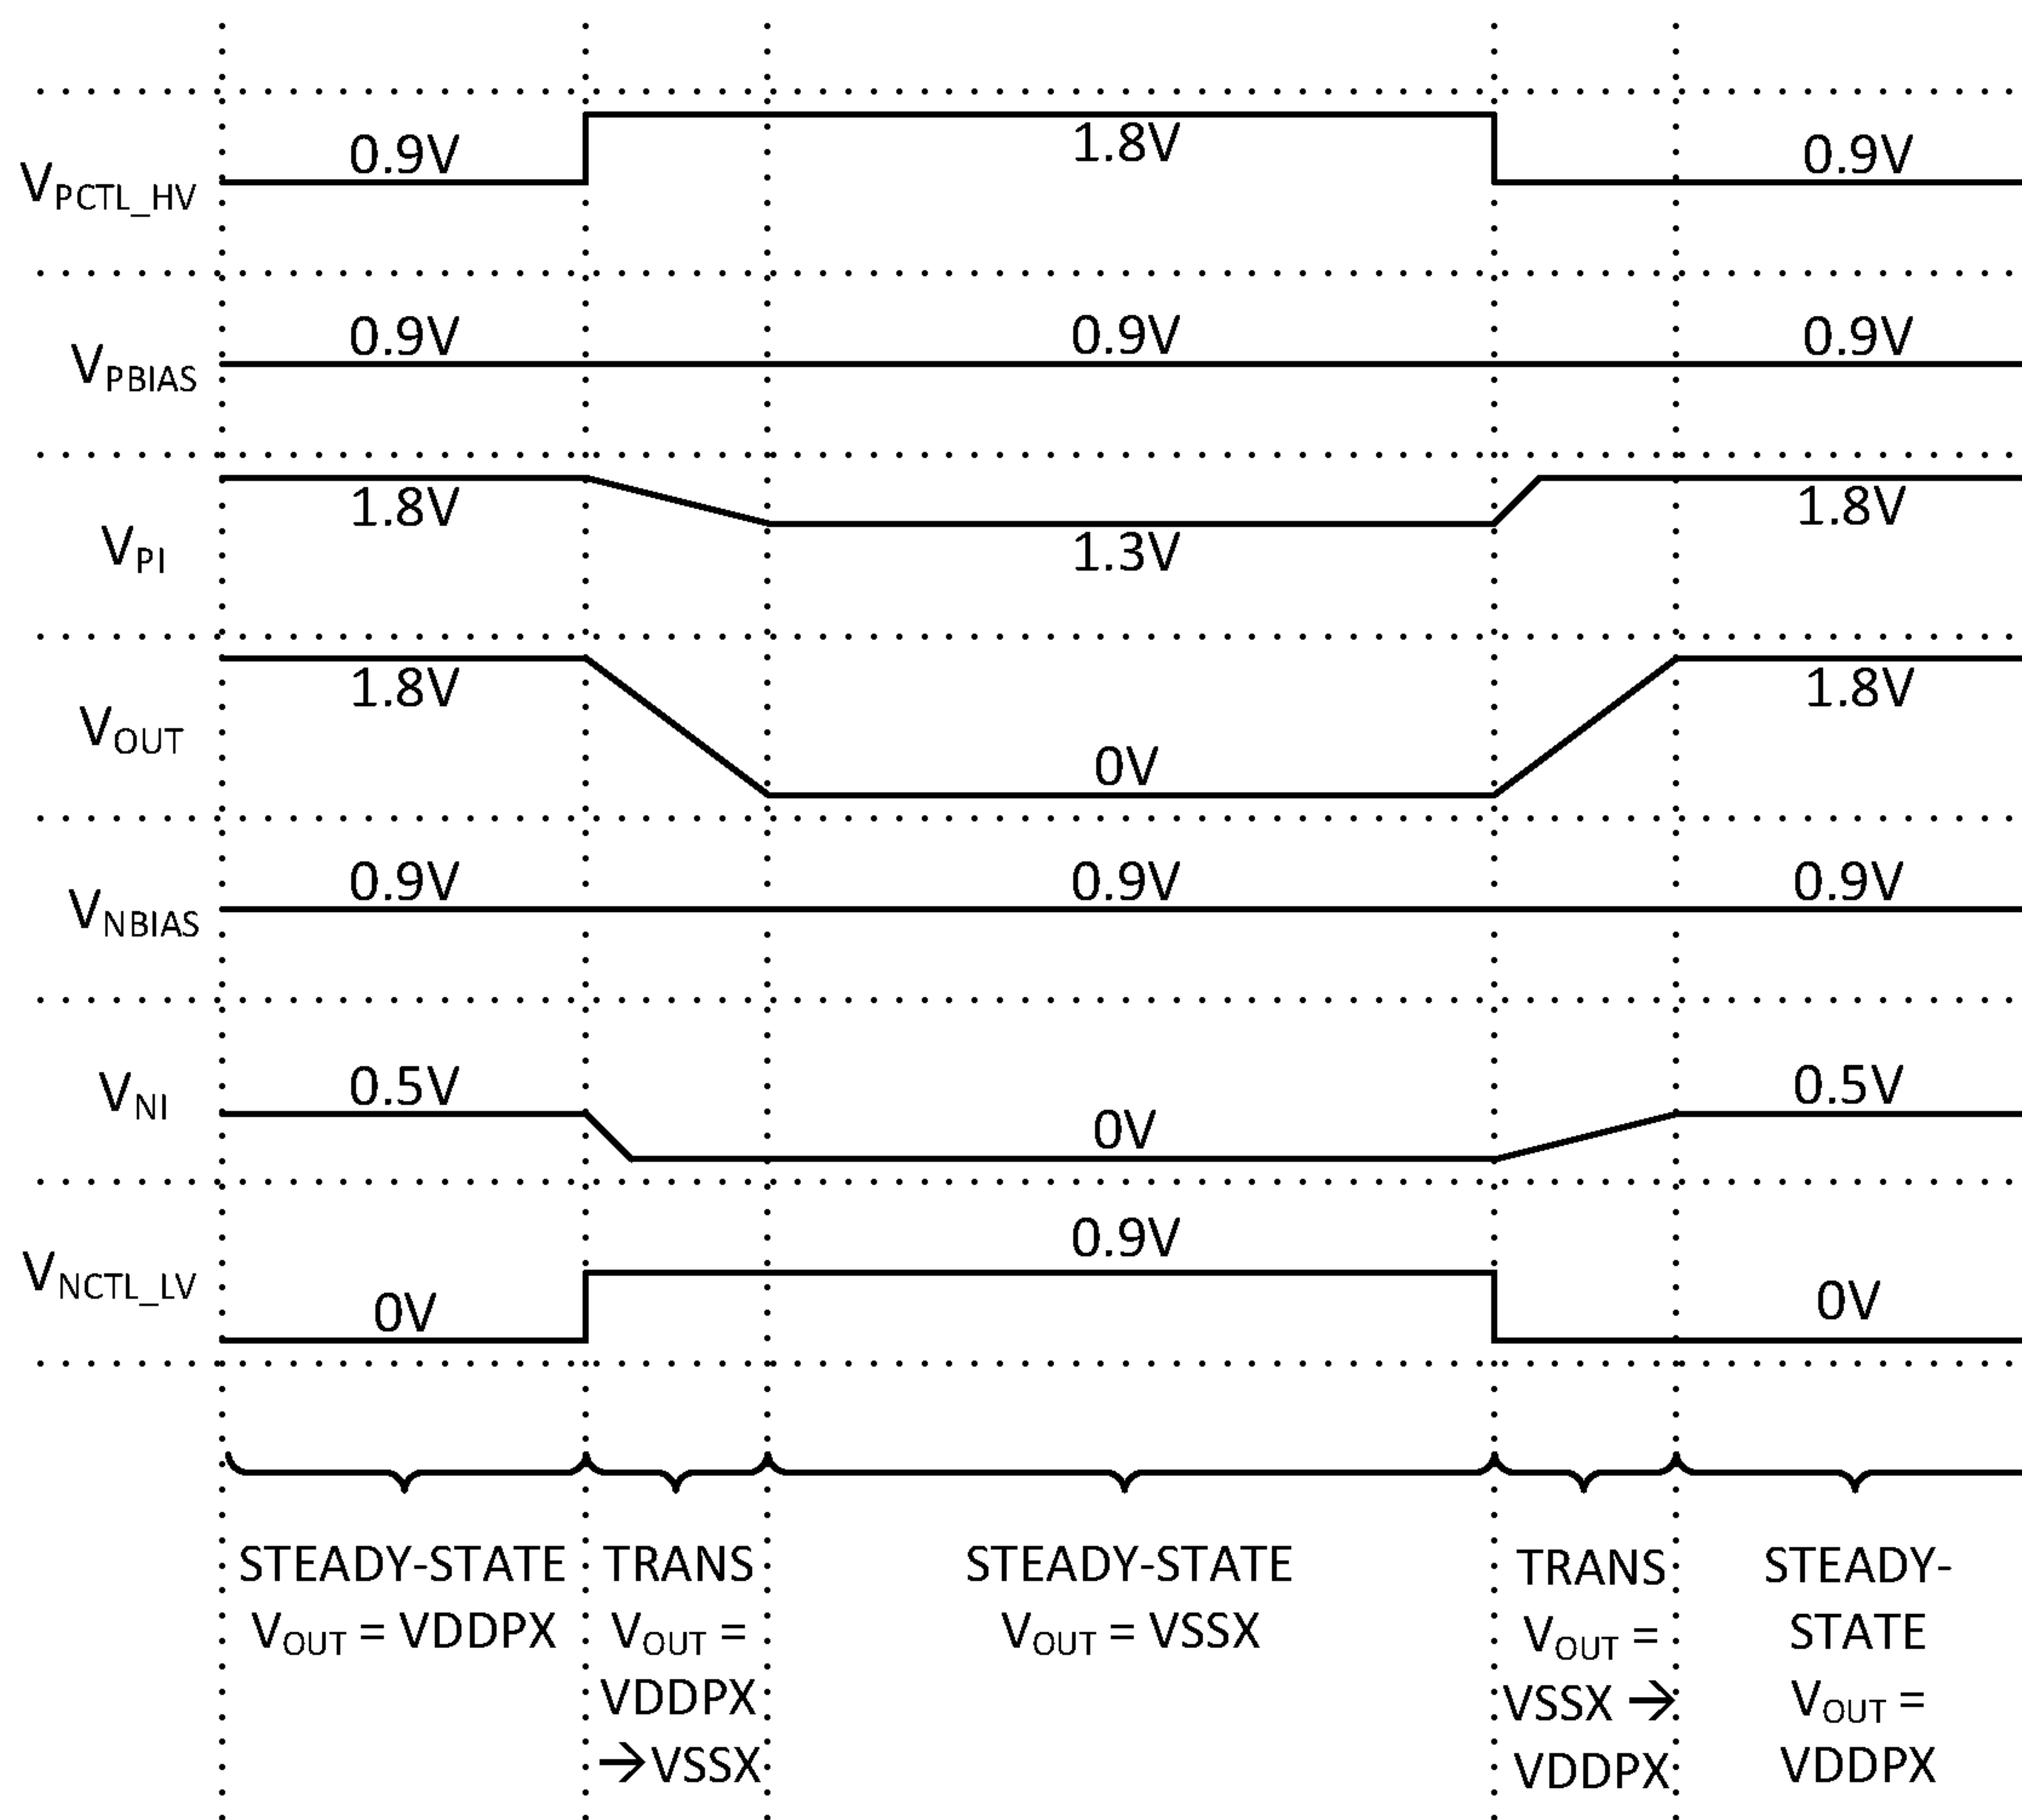 V_PCTL_HV 0.9V 1.8V 0.9V
V_PBIAS 0.9V 0.9V 0.9V
V_PI 1.8V 1.3V 1.8V
V_OUT 1.8V 0V 1.8V
V_NBIAS 0.9V 0.9V 0.9V
V_NI 0.5V 0V 0.5V
V_NCTL_LV 0V 0.9V 0V
STEADY-STATE
V_OUT = VDDPX
TRANS
V_OUT =
VDDPX
→VSSX
STEADY-STATE
V_OUT = VSSX
TRANS
V_OUT =
VSSX →
VDDPX
STEADY-
STATE
V_OUT =
VDDPX